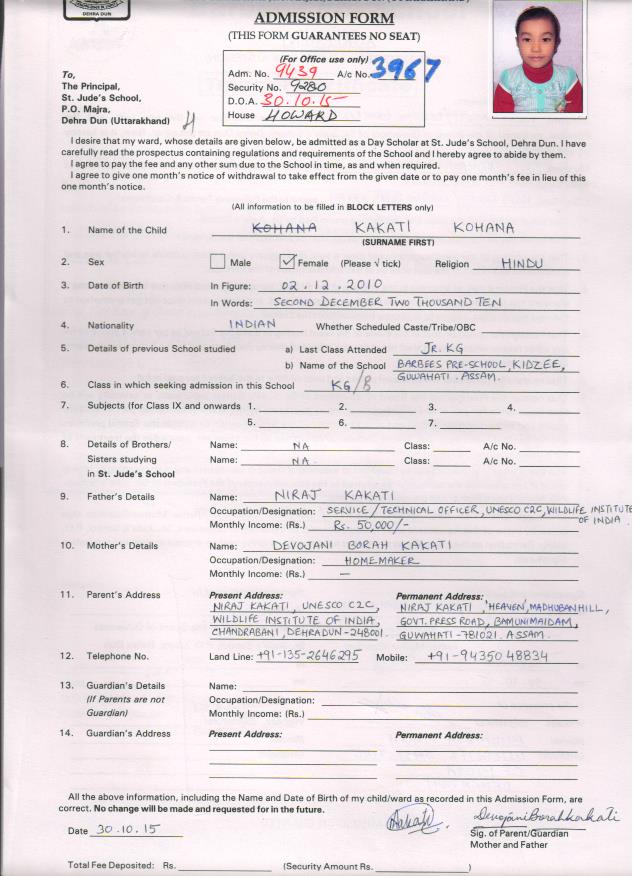 DEHRA DUN
ADMISSION FORM
(THIS FORM GUARANTEES NO SEAT)
(For Office use only)
Adm. No. 9439 A/c No. 3967
Security No. 9280
D.O.A. 30.10.15
House HOWARD
To,
The Principal,
St. Jude's School,
P.O. Majra,
Dehra Dun (Uttarakhand)
I desire that my ward, whose details are given below, be admitted as a Day Scholar at St. Jude's School, Dehra Dun. I have
carefully read the prospectus containing regulations and requirements of the School and I hereby agree to abide by them.
I agree to pay the fee and any other sum due to the School in time, as and when required.
I agree to give one month's notice of withdrawal to take effect from the given date or to pay one month's fee in lieu of this
one month's notice.
(All information to be filled in BLOCK LETTERS only)
1. Name of the Child KOHANA KAKATI KOHANA
(SURNAME FIRST)
2. Sex Male Female (Please √ tick) Religion HINDU
3. Date of Birth In Figure: 02.12.2010
In Words: SECOND DECEMBER TWO THOUSAND TEN
4. Nationality INDIAN Whether Scheduled Caste/Tribe/OBC
5. Details of previous School studied a) Last Class Attended JR. KG
b) Name of the School BARBEES PRE-SCHOOL, KIDZEE,
GUWAHATI. ASSAM.
6. Class in which seeking admission in this School KG/B
7. Subjects (for Class IX and onwards 1. 2. 3. 4.
5. 6. 7.
8. Details of Brothers/ Name: NA Class: A/c No.
Sisters studying Name: NA. Class: A/c No.
in St. Jude's School
9. Father's Details Name: NIRAJ KAKATI
Occupation/Designation: SERVICE/TECHNICAL OFFICER, UNESCO C2C, WILDLIFE INSTITUTE
OF INDIA.
Monthly Income: (Rs.) Rs. 50,000/-
10. Mother's Details Name: DEVOJANI BORAH KAKATI
Occupation/Designation: HOMEMAKER
Monthly Income: (Rs.) —
11. Parent's Address Present Address: Permanent Address:
NIRAJ KAKATI, UNESCO C2C, NIRAJ KAKATI 'HEAVEN', MADHUBAN HILL,
WILDLIFE INSTITUTE OF INDIA, GOVT. PRESS ROAD, BAMUNIMAIDAM,
CHANDRABANI, DEHRADUN-248001. GUWAHATI-781021. ASSAM.
12. Telephone No. Land Line: +91-135-2646295 Mobile: +91-94350 48834
13. Guardian's Details Name:
(If Parents are not Occupation/Designation:
Guardian) Monthly Income: (Rs.)
14. Guardian's Address Present Address: Permanent Address:
All the above information, including the Name and Date of Birth of my child/ward as recorded in this Admission Form, are
correct. No change will be made and requested for in the future.
Devojani Borah Kakati
Date 30.10.15 Sig. of Parent/Guardian
Mother and Father
Total Fee Deposited: Rs. (Security Amount Rs. )